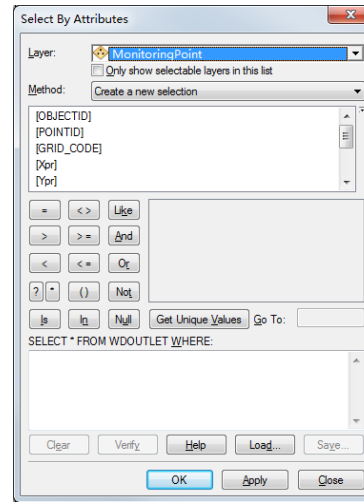 Select By Attributes
Layer: MonitoringPoint
Only show selectable layers in this list
Method: Create a new selection
[OBJECTID]
[POINTID]
[GRID_CODE]
[Xpr]
[Ypr]
= < > Like
> > = And
< < = Or
? * () Not
Is In Null Get Unique Values Go To:
SELECT * FROM WDOUTLET WHERE:
Clear Verify Help Load... Save...
OK Apply Close